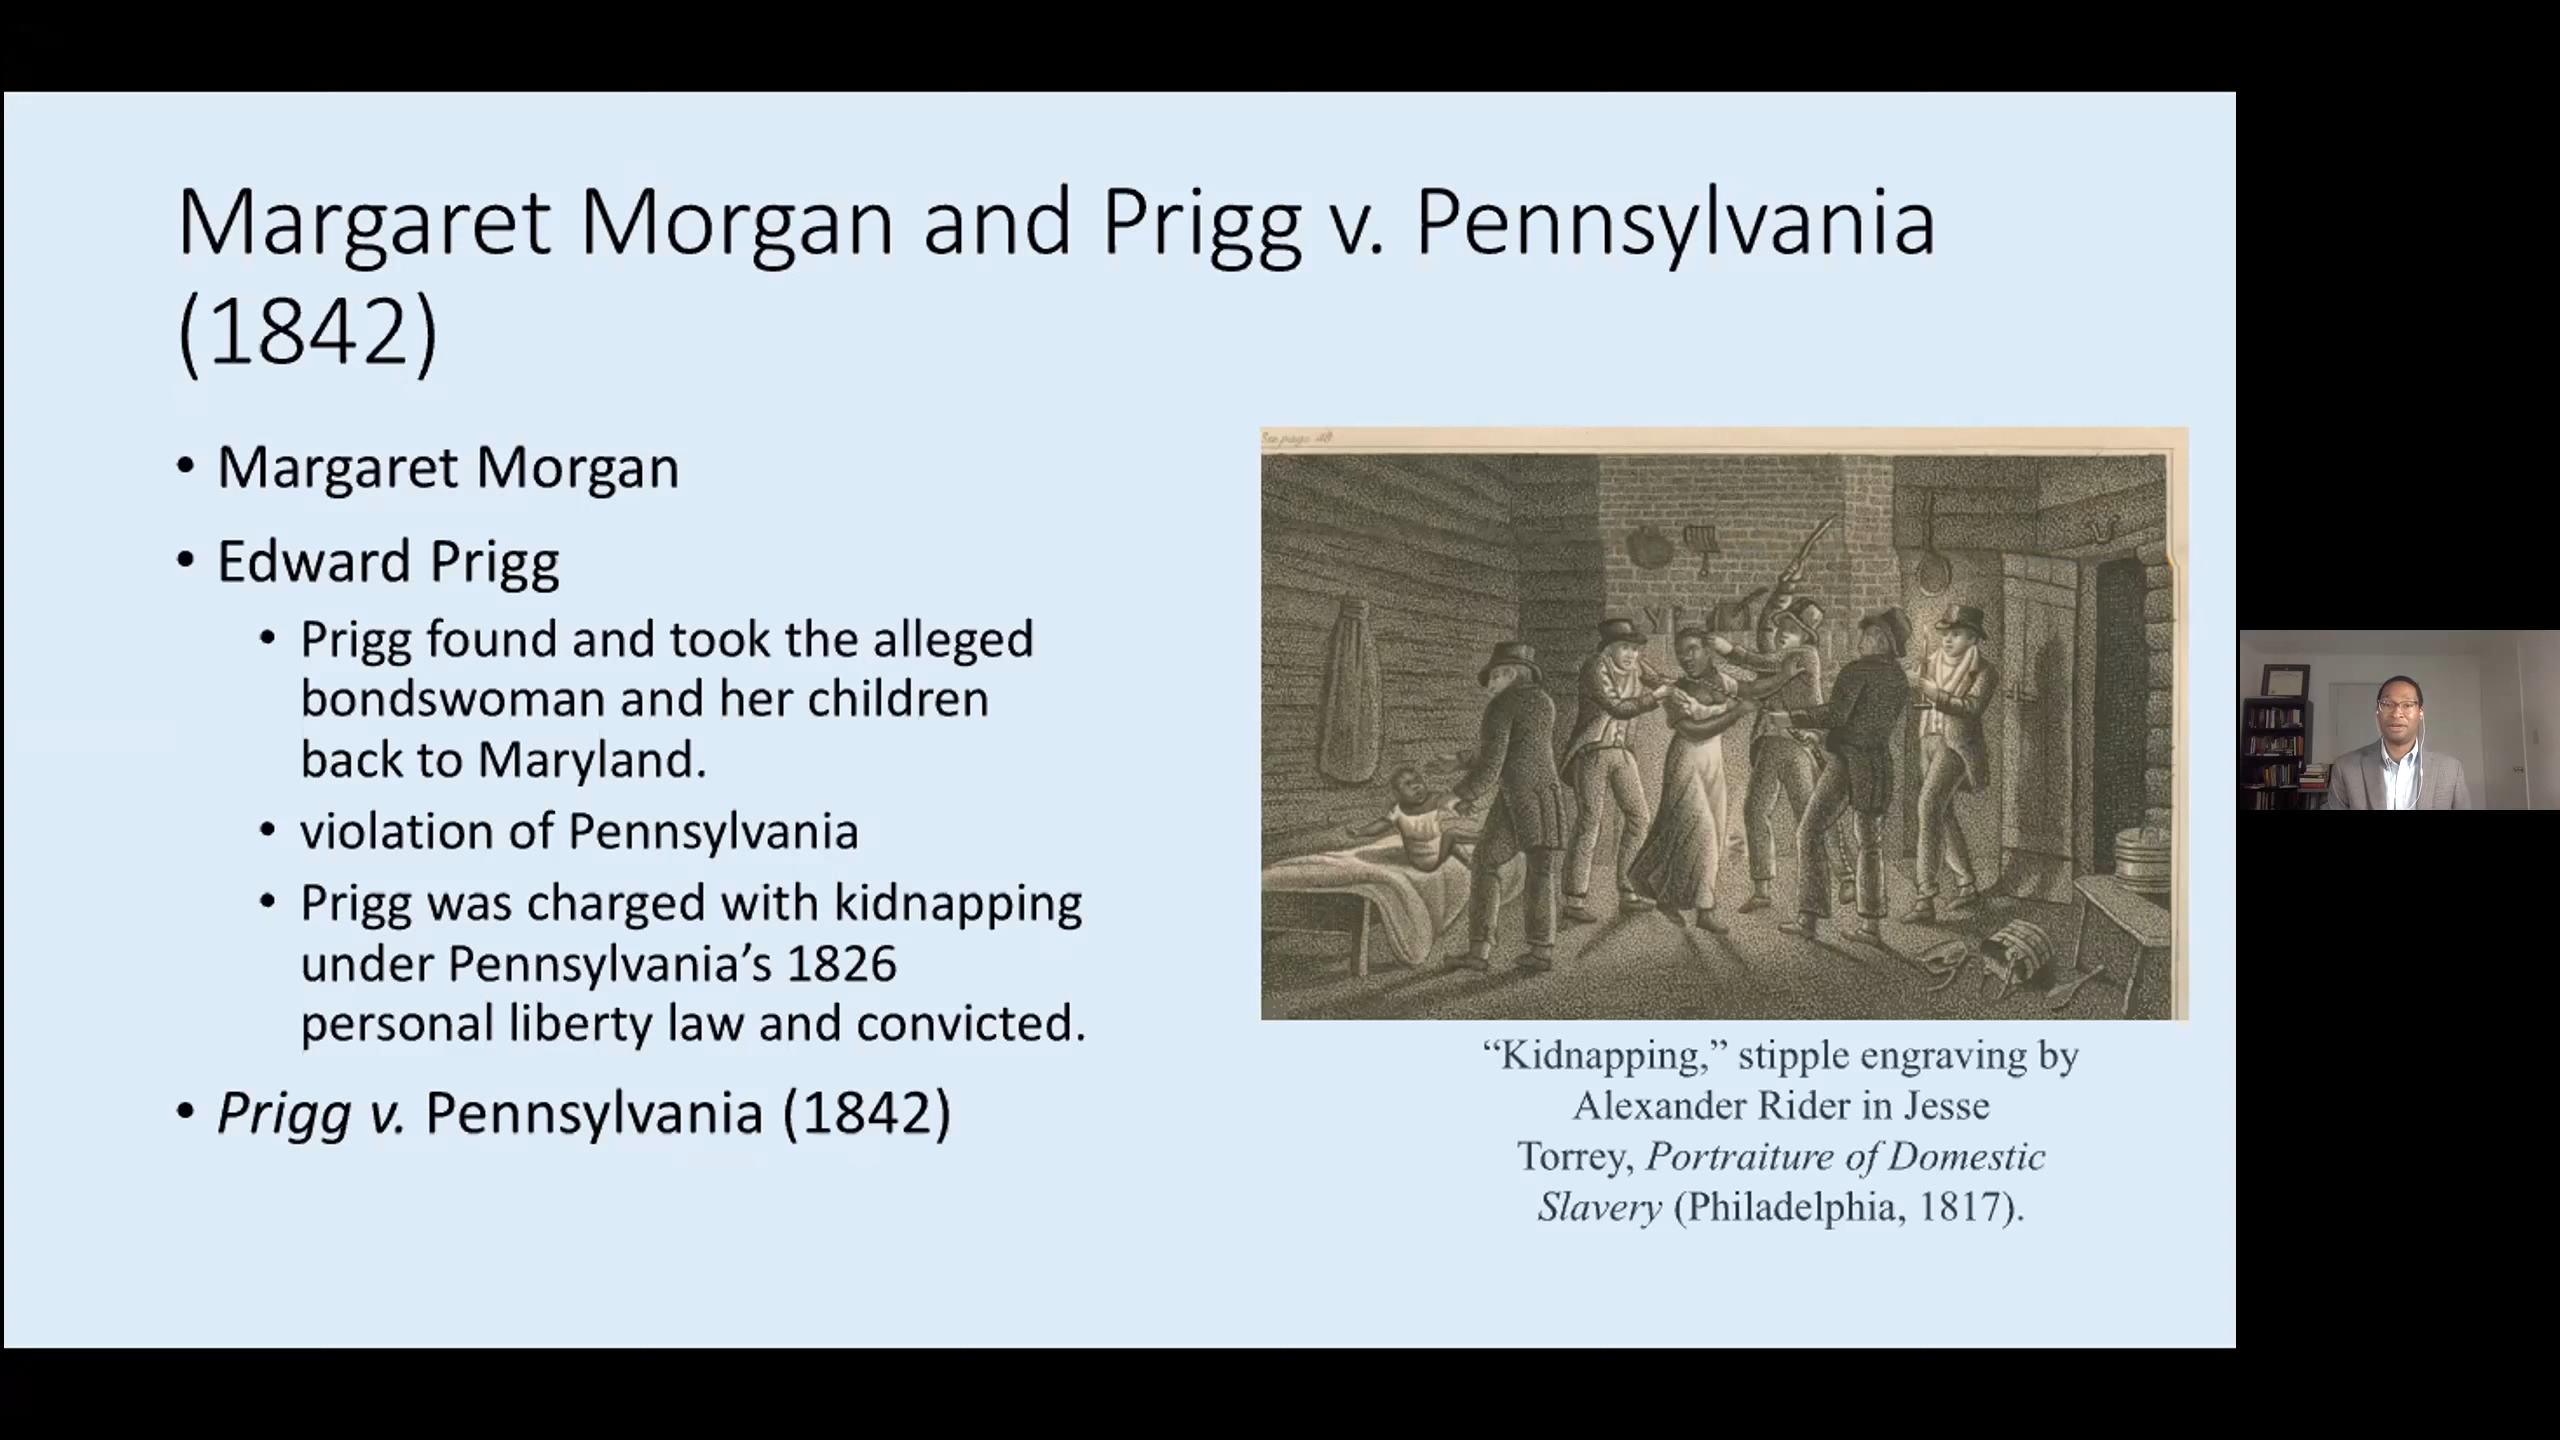 Margaret Morgan and Prigg v. Pennsylvania
(1842)
• Margaret Morgan
• Edward Prigg
• Prigg found and took the alleged
bondswoman and her children
back to Maryland.
• violation of Pennsylvania
• Prigg was charged with kidnapping
under Pennsylvania’s 1826
personal liberty law and convicted.
• Prigg v. Pennsylvania (1842)
See page
“Kidnapping,” stipple engraving by
Alexander Rider in Jesse
Torrey, Portraiture of Domestic
Slavery (Philadelphia, 1817).